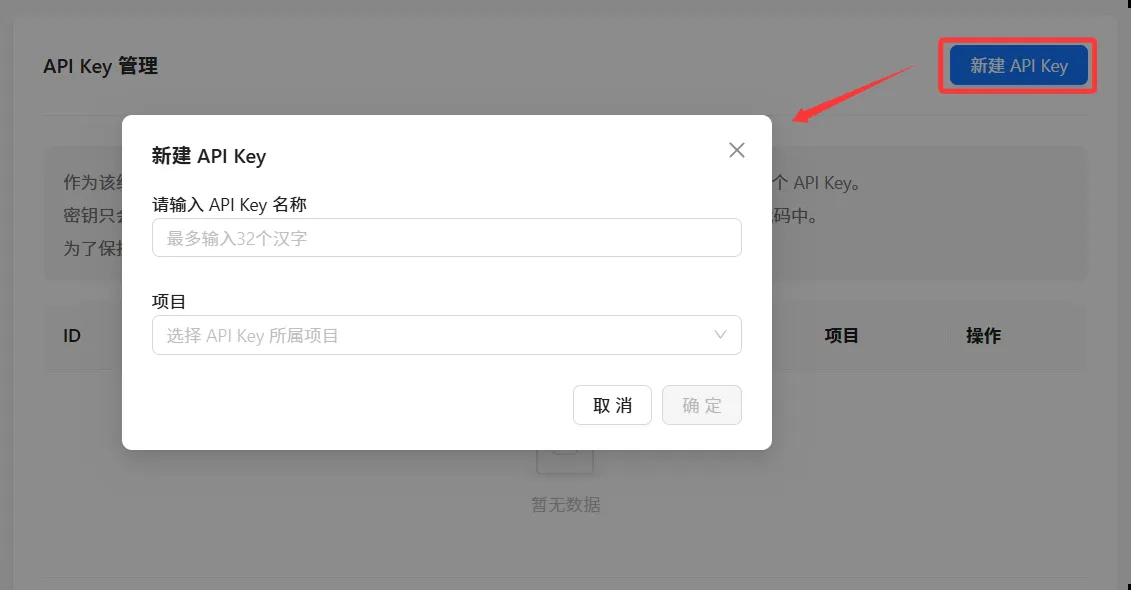 API Key 管理
新建 API Key
新建 API Key
作为该
个 API Key。
请输入 API Key 名称
密钥只
码中。
最多输入32个汉字
为了保
项目
ID
选择 API Key 所属项目
项目
操作
取 消
确 定
暂无数据